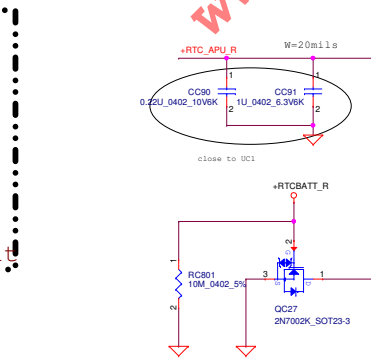 +RTC_APU_R
W=20mils
1
1
CC90
CC91
0.22U_0402_10V6K
1U_0402_6.3V6K
2
2
close to UC1
+RTCBATT_R
1
2
G
RC801
3
S
D
1
10M_0402_5%
2
QC27
2N7002K_SOT23-3